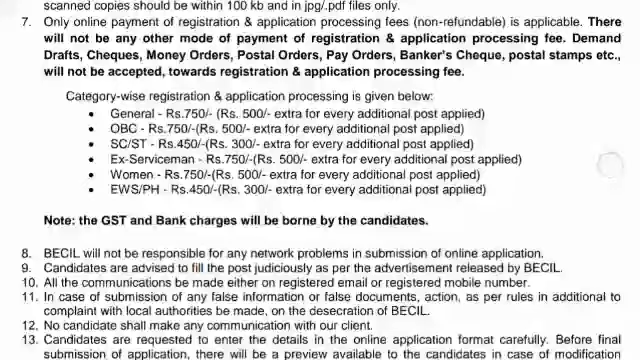 scanned copies should be within 100 kb and in jpg/.pdf files only.
7. Only online payment of registration & application processing fees (non-refundable) is applicable. There
will not be any other mode of payment of registration & application processing fee. Demand
Drafts, Cheques, Money Orders, Postal Orders, Pay Orders, Banker's Cheque, postal stamps etc.,
will not be accepted, towards registration & application processing fee.
Category-wise registration & application processing is given below:
• General - Rs.750/- (Rs. 500/- extra for every additional post applied)
• OBC - Rs.750/-(Rs. 500/- extra for every additional post applied)
• SC/ST - Rs.450/-(Rs. 300/- extra for every additional post applied)
• Ex-Serviceman - Rs.750/-(Rs. 500/- extra for every additional post applied)
• Women - Rs.750/-(Rs. 500/- extra for every additional post applied)
• EWS/PH - Rs.450/-(Rs. 300/- extra for every additional post applied)
Note: the GST and Bank charges will be borne by the candidates.
8. BECIL will not be responsible for any network problems in submission of online application.
9. Candidates are advised to fill the post judiciously as per the advertisement released by BECIL.
10. All the communications be made either on registered email or registered mobile number.
11. In case of submission of any false information or false documents, action, as per rules in additional to
complaint with local authorities be made, on the desecration of BECIL.
12. No candidate shall make any communication with our client.
13. Candidates are requested to enter the details in the online application format carefully. Before final
submission of application, there will be a preview available to the candidates in case of modification